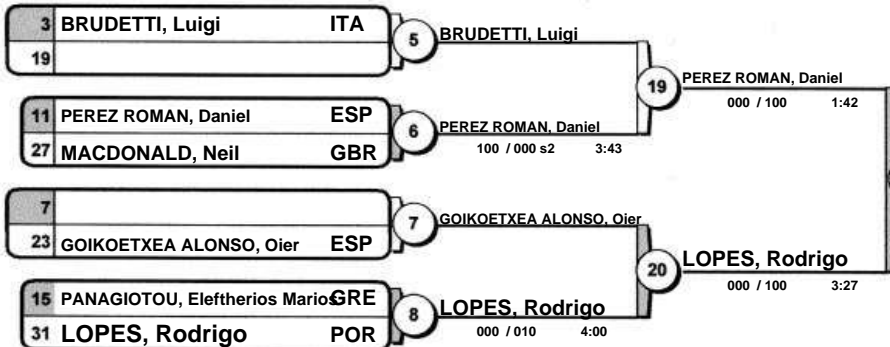 3 BRUDETTI, Luigi ITA
19
5
BRUDETTI, Luigi
11 PEREZ ROMAN, Daniel ESP
27 MACDONALD, Neil GBR
6
PEREZ ROMAN, Daniel
100 / 000 s2 3:43
19
PEREZ ROMAN, Daniel
000 / 100 1:42
7
23 GOIKOETXEA ALONSO, Oier ESP
7
GOIKOETXEA ALONSO, Oier
15 PANAGIOTOU, Eleftherios Marios GRE
31 LOPES, Rodrigo POR
8
LOPES, Rodrigo
000 / 010 4:00
20
LOPES, Rodrigo
000 / 100 3:27